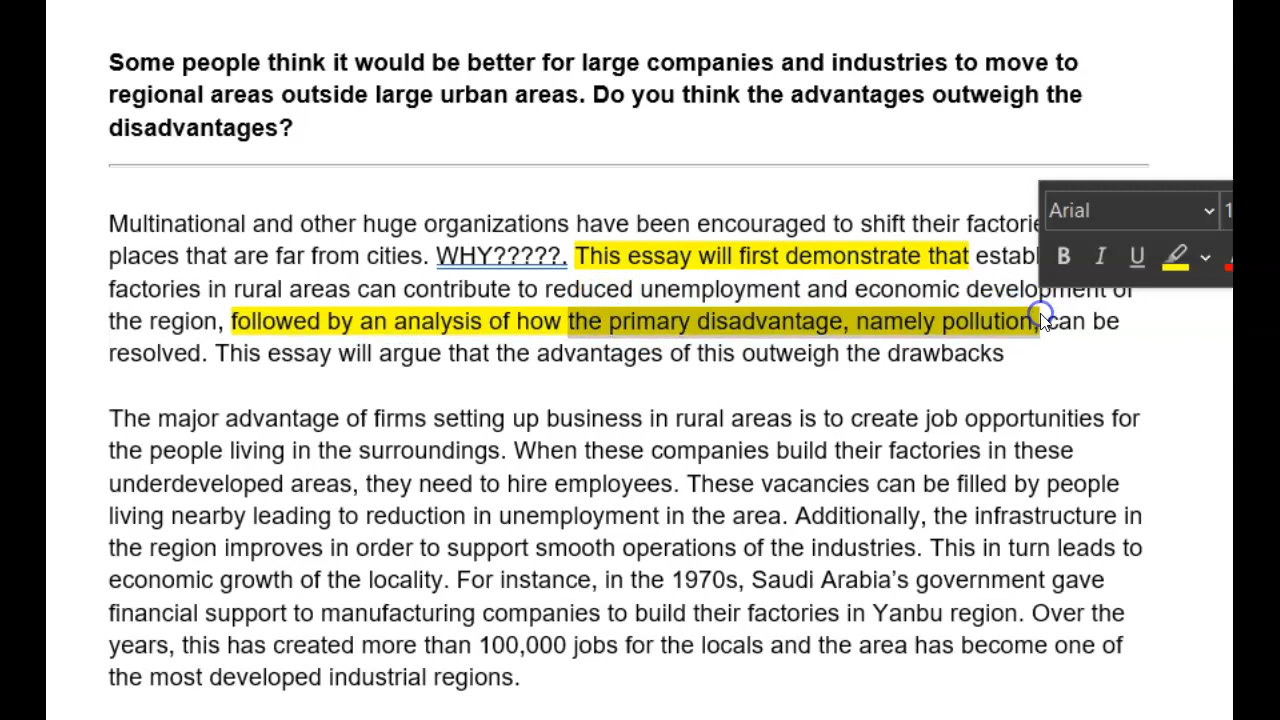 Some people think it would be better for large companies and industries to move to
regional areas outside large urban areas. Do you think the advantages outweigh the
disadvantages?
Multinational and other huge organizations have been encouraged to shift their
Arial
places that are far from cities. WHY?????. This essay will first demonstrate that
B I U
factories in rural areas can contribute to reduced unemployment and economic development of
the region, followed by an analysis of how the primary disadvantage, namely pollution, can be
resolved. This essay will argue that the advantages of this outweigh the drawbacks
The major advantage of firms setting up business in rural areas is to create job opportunities for
the people living in the surroundings. When these companies build their factories in these
underdeveloped areas, they need to hire employees. These vacancies can be filled by people
living nearby leading to reduction in unemployment in the area. Additionally, the infrastructure in
the region improves in order to support smooth operations of the industries. This in turn leads to
economic growth of the locality. For instance, in the 1970s, Saudi Arabia’s government gave
financial support to manufacturing companies to build their factories in Yanbu region. Over the
years, this has created more than 100,000 jobs for the locals and the area has become one of
the most developed industrial regions.